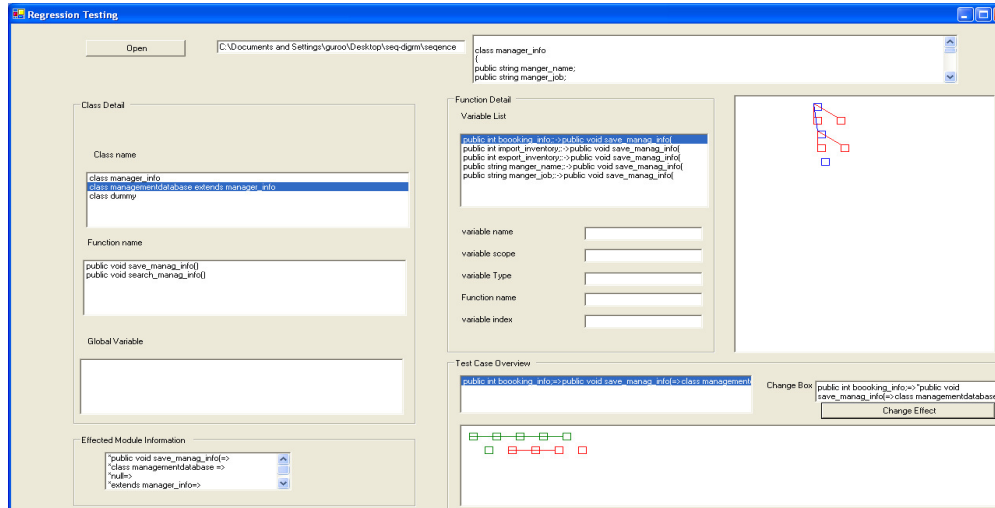 Regression Testing
Open
C:\Documents and Settings\guroo\Desktop\seq-digrm\seqence
class manager_info
{
public string manger_name;
public string manger_job;
Class Detail
Class name
class manager_info
class managementdatabase extends manager_info
class dummy
Function name
public void save_manag_info()
public void search_manag_info()
Global Variable
Effected Module Information
"public void save_manag_info(=>
"class managementdatabase =>
"null=>
"extends manager_info=>
Function Detail
Variable List
public int boooking_info;:->public void save_manag_info(
public int import_inventory;:->public void save_manag_info(
public int export_inventory;:->public void save_manag_info(
public string manger_name;:->public void save_manag_info(
public string manger_job;:->public void save_manag_info(
variable name
variable scope
variable Type
Function name
variable index
Test Case Overview
public int boooking_info;=>public void save_manag_info(=>class management
Change Box
public int boooking_info;=>"public void
save_manag_info(=>class managementdatabase
Change Effect